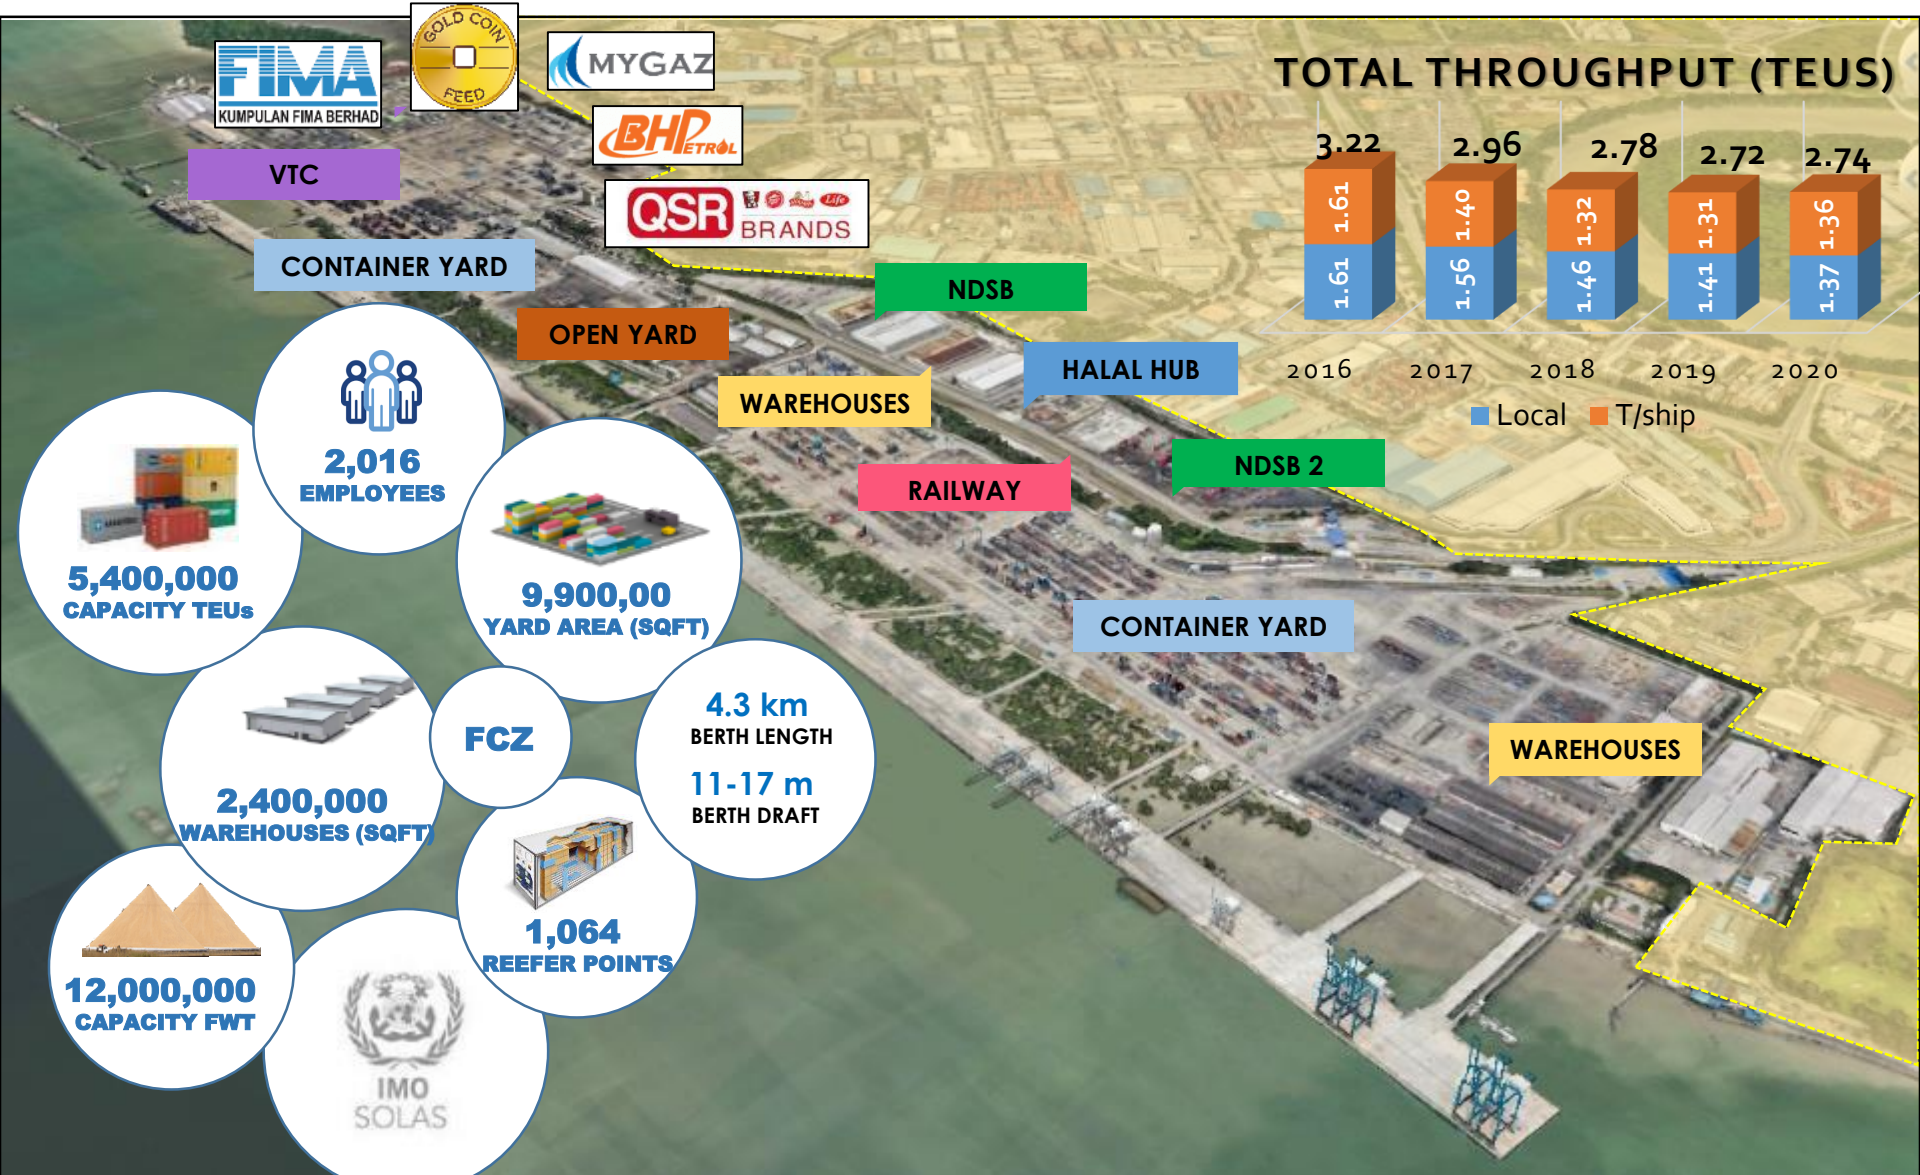 FIMA
KUMPULAN FIMA BERHAD
GOLD COIN
FEED
MYGAZ
BHPETROL
QSR
BRANDS
Life
TOTAL THROUGHPUT (TEUS)
3.22
2.96
2.78
2.72
2.74
1.61
1.40
1.32
1.31
1.36
1.61
1.56
1.46
1.41
1.37
2016
2017
2018
2019
2020
Local
T/ship
VTC
CONTAINER YARD
OPEN YARD
NDSB
HALAL HUB
WAREHOUSES
NDSB 2
RAILWAY
CONTAINER YARD
WAREHOUSES
2,016
EMPLOYEES
5,400,000
CAPACITY TEUs
9,900,00
YARD AREA (SQFT)
4.3 km
BERTH LENGTH
11-17 m
BERTH DRAFT
FCZ
2,400,000
WAREHOUSES (SQFT)
1,064
REEFER POINTS
12,000,000
CAPACITY FWT
IMO
SOLAS